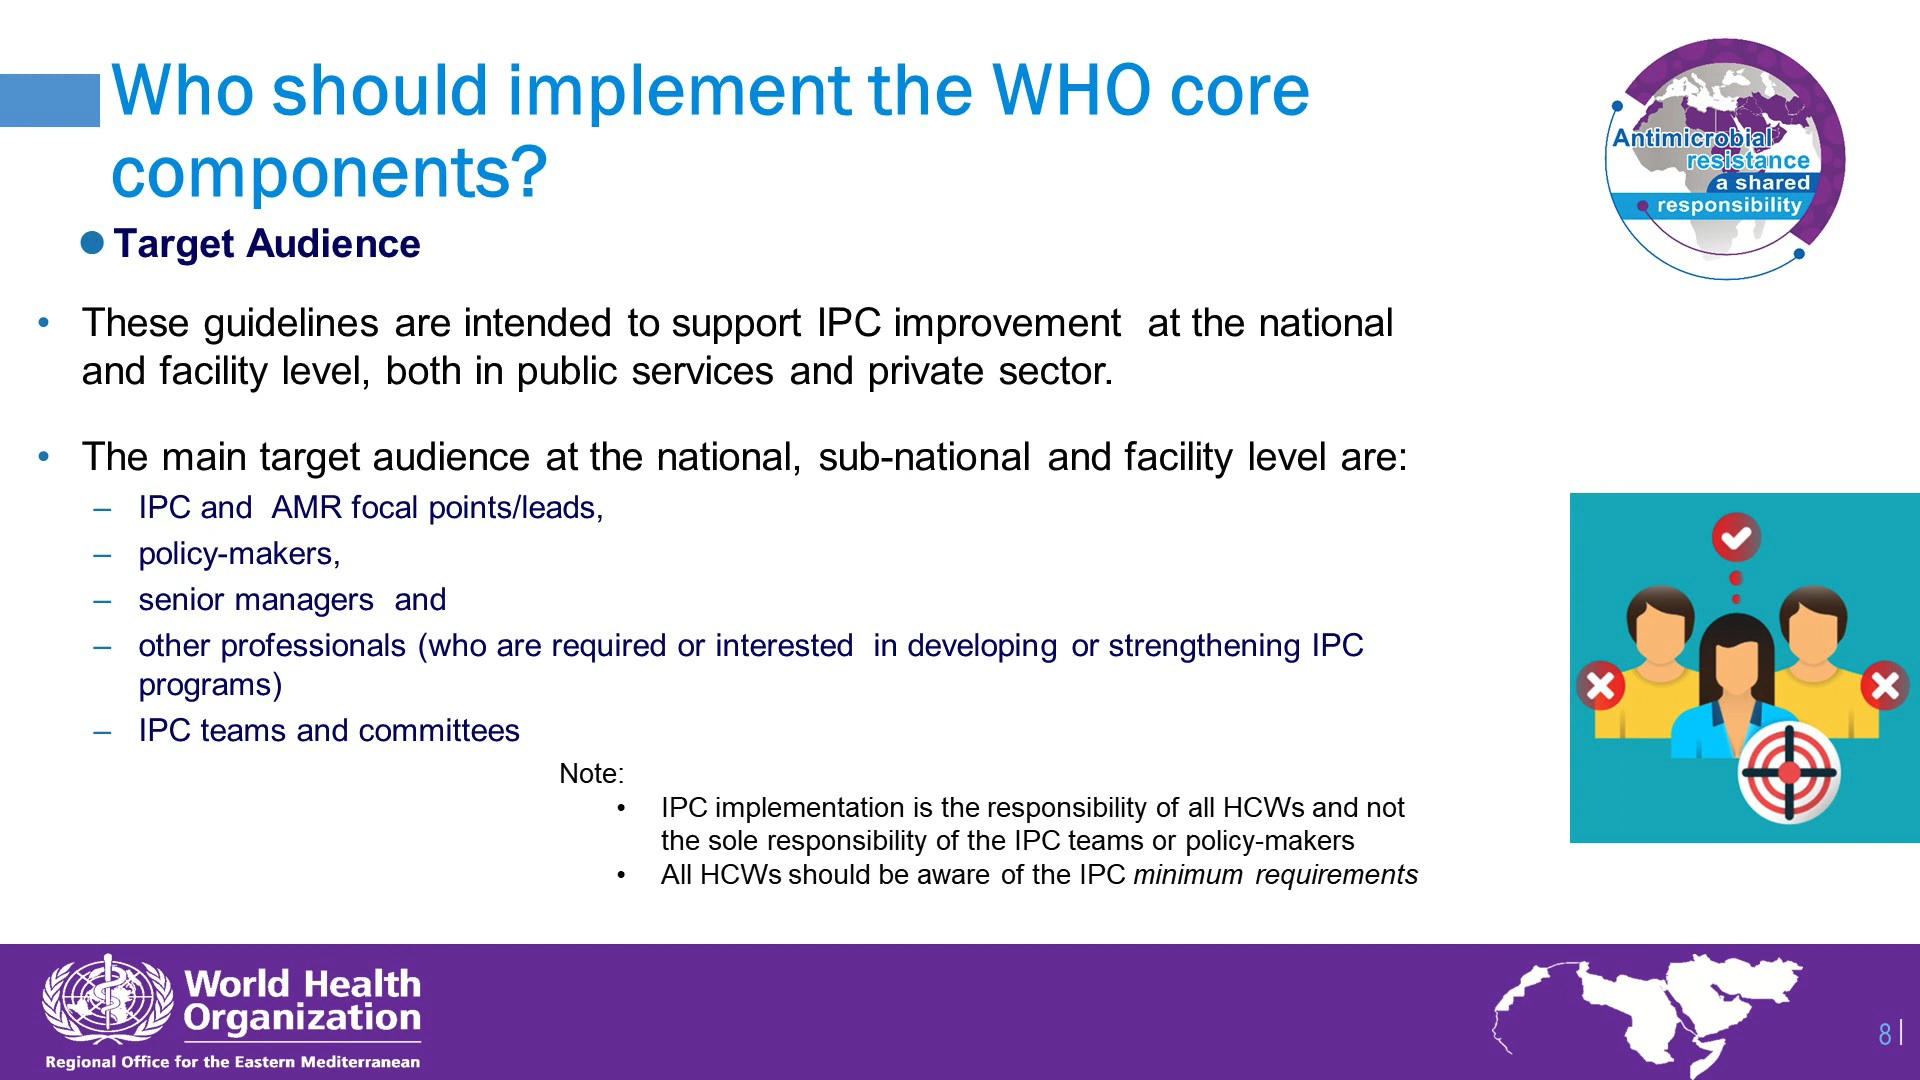 Who should implement the WHO core
components?
Antimicrobial
resistance
a shared
responsibility
● Target Audience
• These guidelines are intended to support IPC improvement at the national
and facility level, both in public services and private sector.
• The main target audience at the national, sub-national and facility level are:
– IPC and AMR focal points/leads,
– policy-makers,
– senior managers and
– other professionals (who are required or interested in developing or strengthening IPC
programs)
– IPC teams and committees
Note:
• IPC implementation is the responsibility of all HCWs and not
the sole responsibility of the IPC teams or policy-makers
• All HCWs should be aware of the IPC minimum requirements
World Health
Organization
Regional Office for the Eastern Mediterranean
8|